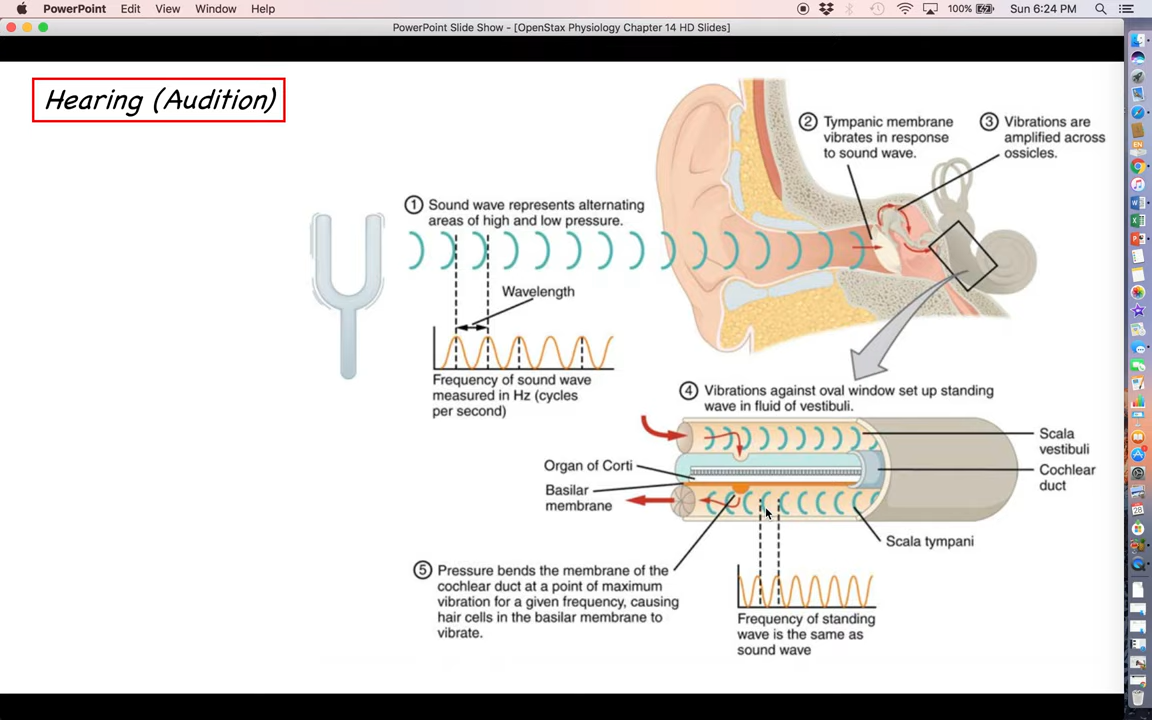 PowerPoint File Edit View Window Help 100% Sun 6:24 PM
PowerPoint Slide Show - [OpenStax Physiology Chapter 14 HD Slides]
Hearing (Audition)
1 Sound wave represents alternating
areas of high and low pressure.
2 Tympanic membrane
vibrates in response
to sound wave.
3 Vibrations are
amplified across
ossicles.
Wavelength
Frequency of sound wave
measured in Hz (cycles
per second)
4 Vibrations against oval window set up standing
wave in fluid of vestibuli.
Scala
vestibuli
Cochlear
duct
Organ of Corti
Basilar
membrane
Scala tympani
5 Pressure bends the membrane of the
cochlear duct at a point of maximum
vibration for a given frequency, causing
hair cells in the basilar membrane to
vibrate.
Frequency of standing
wave is the same as
sound wave